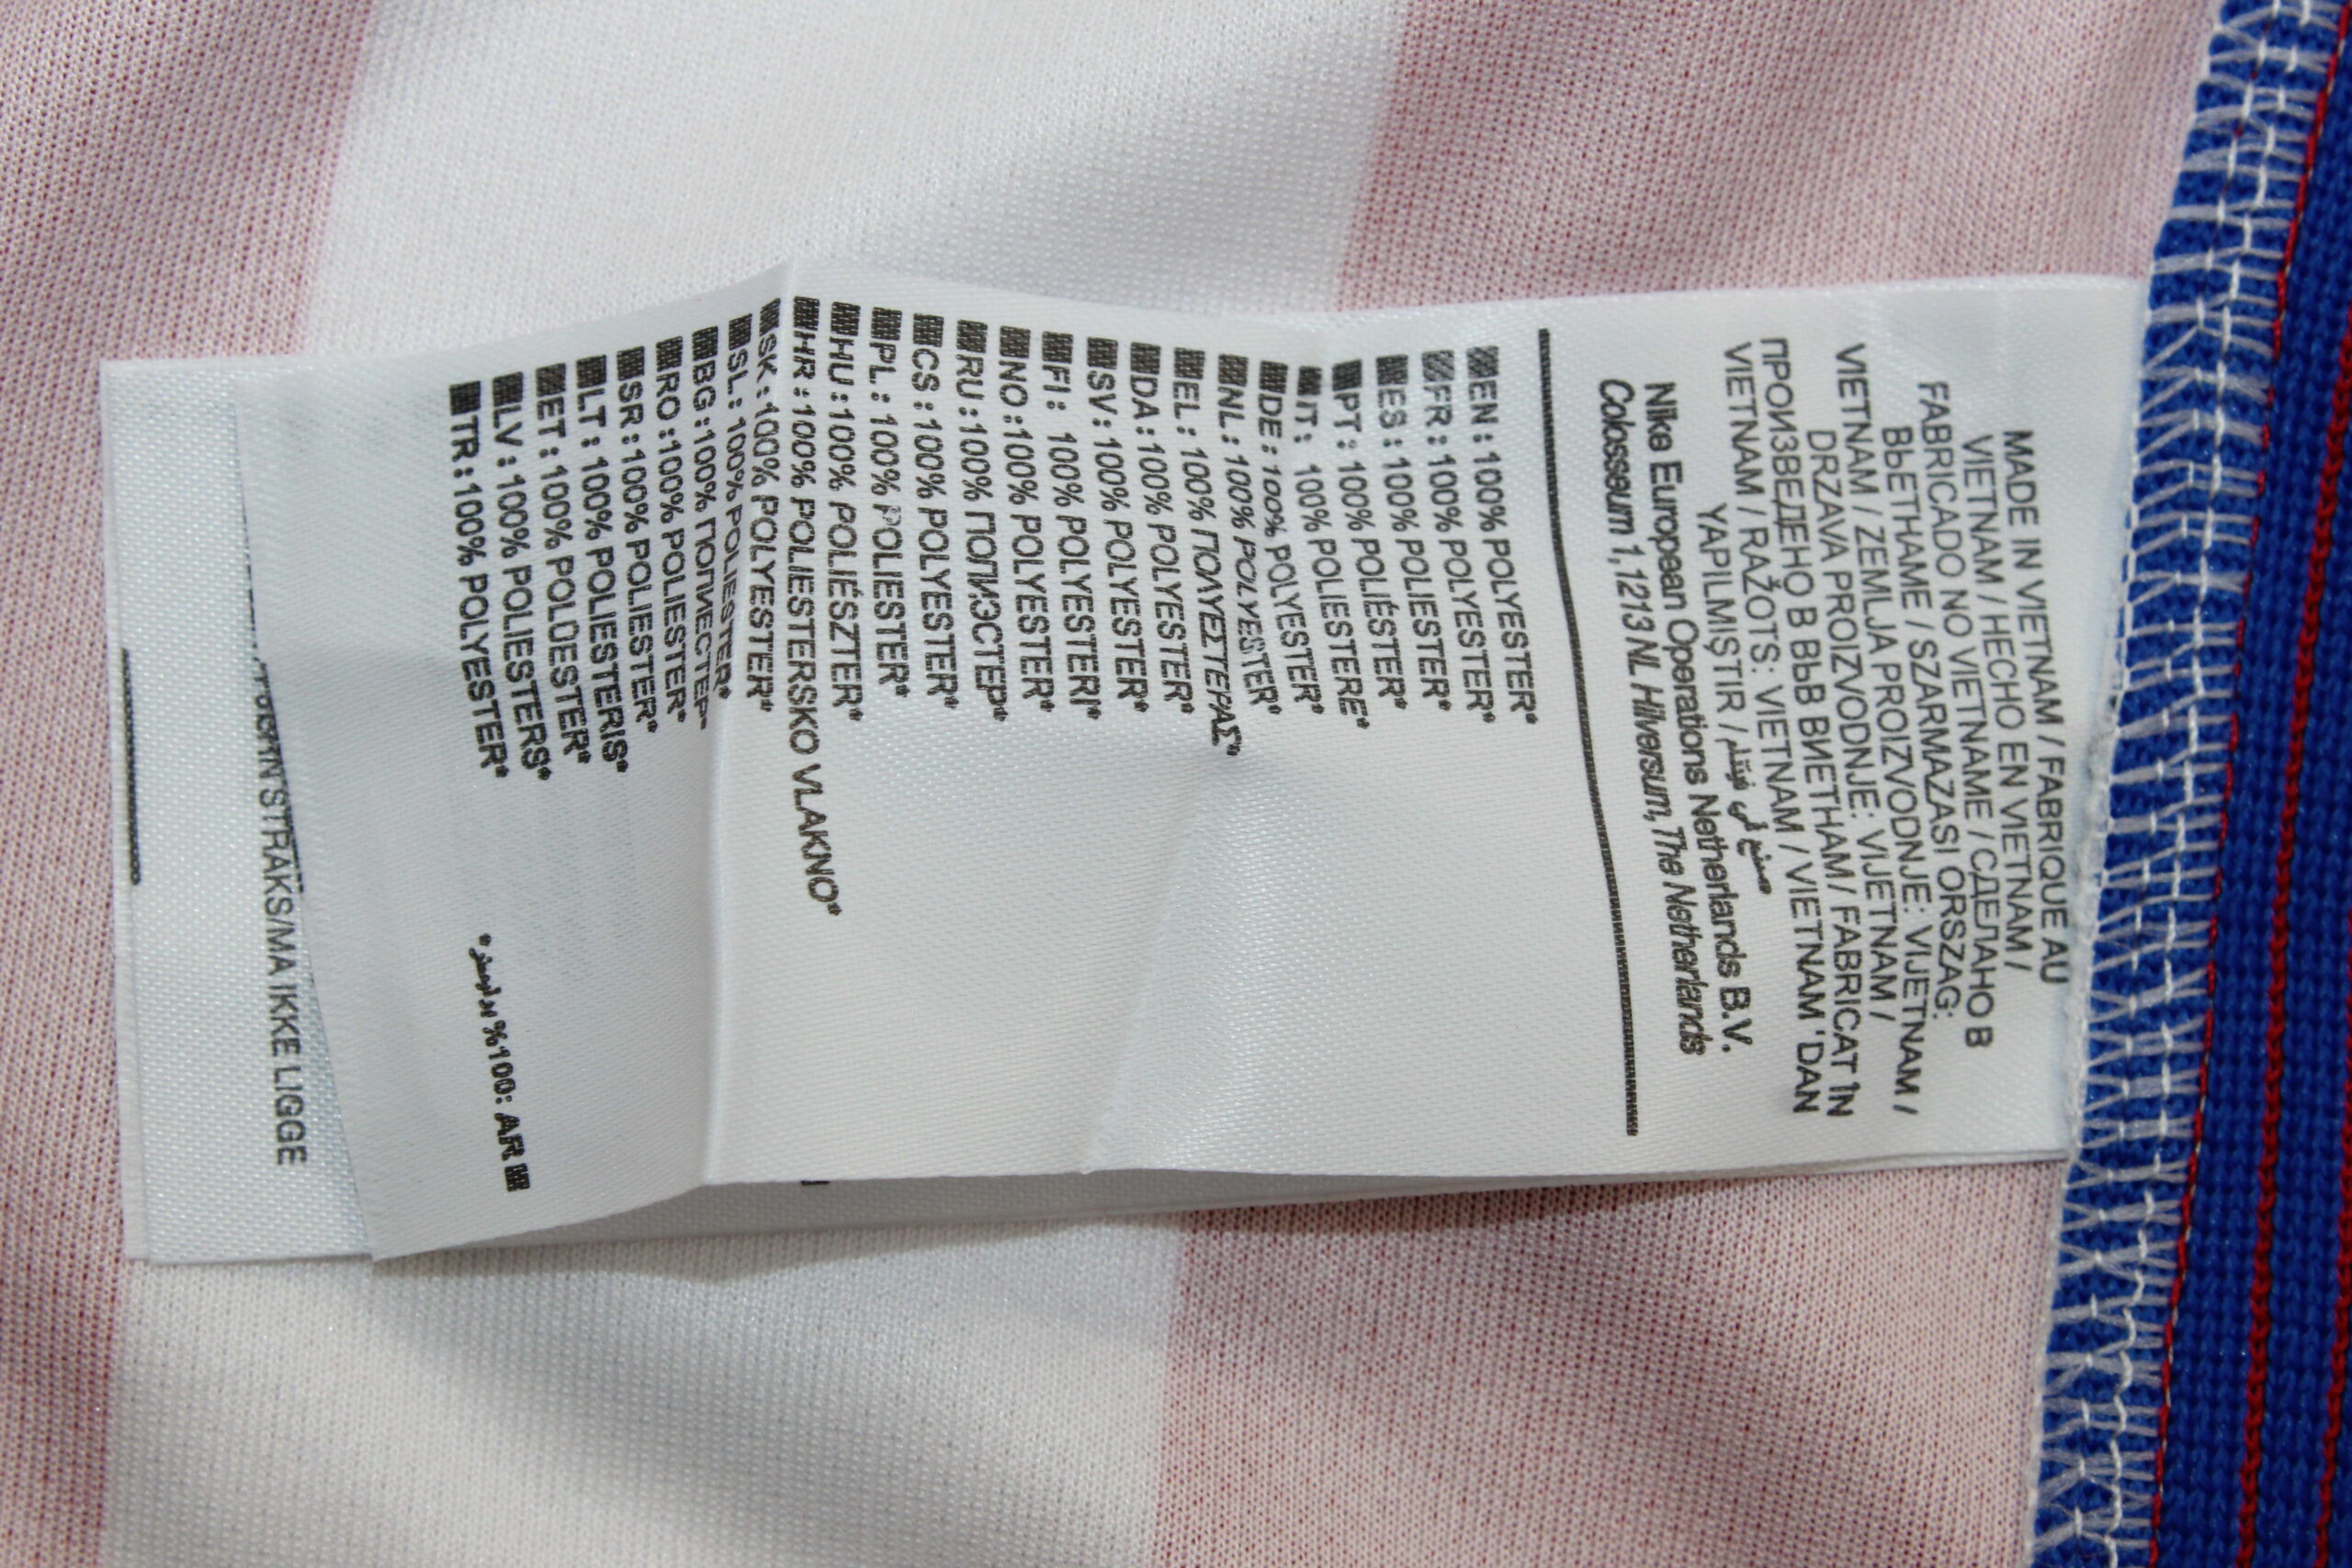 MADE IN VIETNAM / FABRIQUE AU
VIETNAM / HECHO EN VIETNAM /
FABRICADO NO VIETNAME / СДЕЛАНО В
ВЬЕТНАМЕ / SZARMAZASI ORSZAG:
VIETNAM / ZEMLJA PROIZVODNJE: VIJETNAM /
DRZAVA PROIZVODNJE: VIJETNAM /
ПРОИЗВЕДЕНО В ВЬВ ВИЕТНАМ / FABRICAT ÎN
VIETNAM / RAŽOTS: VIETNAM / VIETNAM 'DAN
YAPILMIŞTIR / صنع في فيتنام
Nike European Operations Netherlands B.V.
Colosseum 1, 1213 NL Hilversum, The Netherlands
EN: 100% POLYESTER*
FR: 100% POLYESTER*
ES: 100% POLIESTER*
PT: 100% POLIÉSTER*
IT: 100% POLIESTERE*
DE: 100% POLYESTER*
NL: 100% POLYESTER*
EL: 100% ΠΟΛΥΕΣΤΕΡΑΣ*
DA: 100% POLYESTER*
SV: 100% POLYESTER*
FI: 100% POLYESTERI*
NO: 100% POLYESTER*
RU: 100% ПОЛИЭСТЕР*
CS: 100% POLYESTER*
PL: 100% POLIESTER*
HU: 100% POLIÉSZTER*
HR: 100% POLIESTERSKO VLAKNO*
SK: 100% POLYESTER*
SL: 100% POLIESTER*
BG: 100% ПОЛИЕСТЕР*
RO: 100% POLIESTER*
SR: 100% POLIESTER*
LT: 100% POLIESTERIS*
ET: 100% POLÜESTER*
LV: 100% POLIESTERS*
TR: 100% POLYESTER*
AR :100% بوليستر*
STRAKS/MA IKKE LIGGE